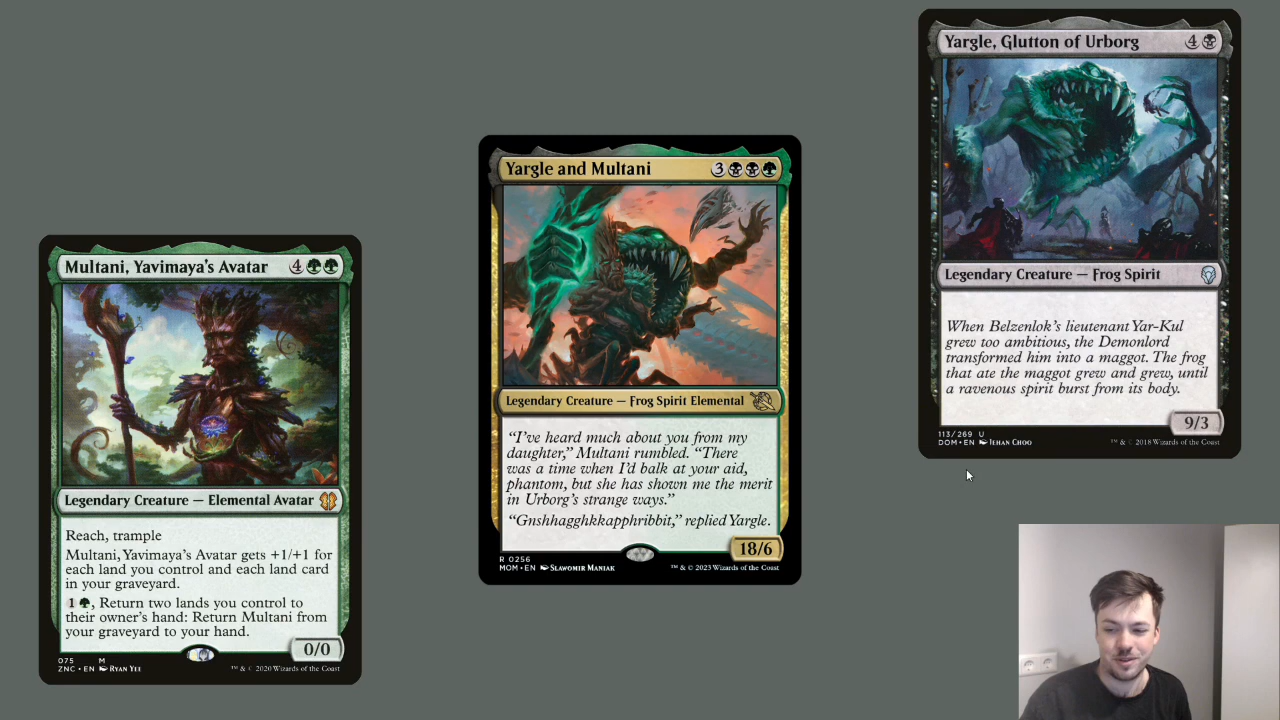 Multani, Yavimaya's Avatar 4
Legendary Creature — Elemental Avatar
Reach, trample
Multani, Yavimaya's Avatar gets +1/+1 for
each land you control and each land card
in your graveyard.
1 , Return two lands you control to
their owner's hand: Return Multani from
your graveyard to your hand.
0/0
075 M
ZNC • EN RYAN YEE ™ & © 2020 Wizards of the Coast
Yargle and Multani 3
Legendary Creature — Frog Spirit Elemental
“I've heard much about you from my
daughter,” Multani rumbled. “There
was a time when I'd balk at your aid,
phantom, but she has shown me the merit
in Urborg's strange ways.”
“Gnshhagghkkapphribbit,” replied Yargle.
18/6
R 0256
MOM • EN SLAWOMIR MANIAK ™ & © 2023 Wizards of the Coast
Yargle, Glutton of Urborg 4
Legendary Creature — Frog Spirit
When Belzenlok's lieutenant Yar-Kul
grew too ambitious, the Demonlord
transformed him into a maggot. The frog
that ate the maggot grew and grew, until
a ravenous spirit burst from its body.
9/3
113/269 U
DOM • EN JEHAN CHOO ™ & © 2018 Wizards of the Coast